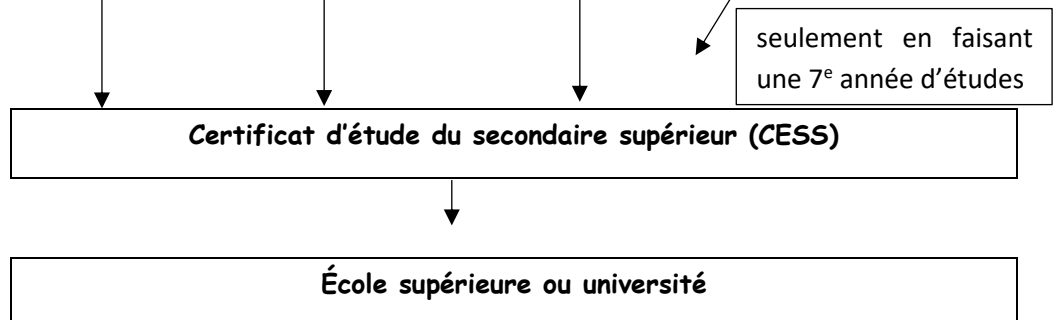 seulement en faisant
une 7e année d’études
Certificat d’étude du secondaire supérieur (CESS)
École supérieure ou université